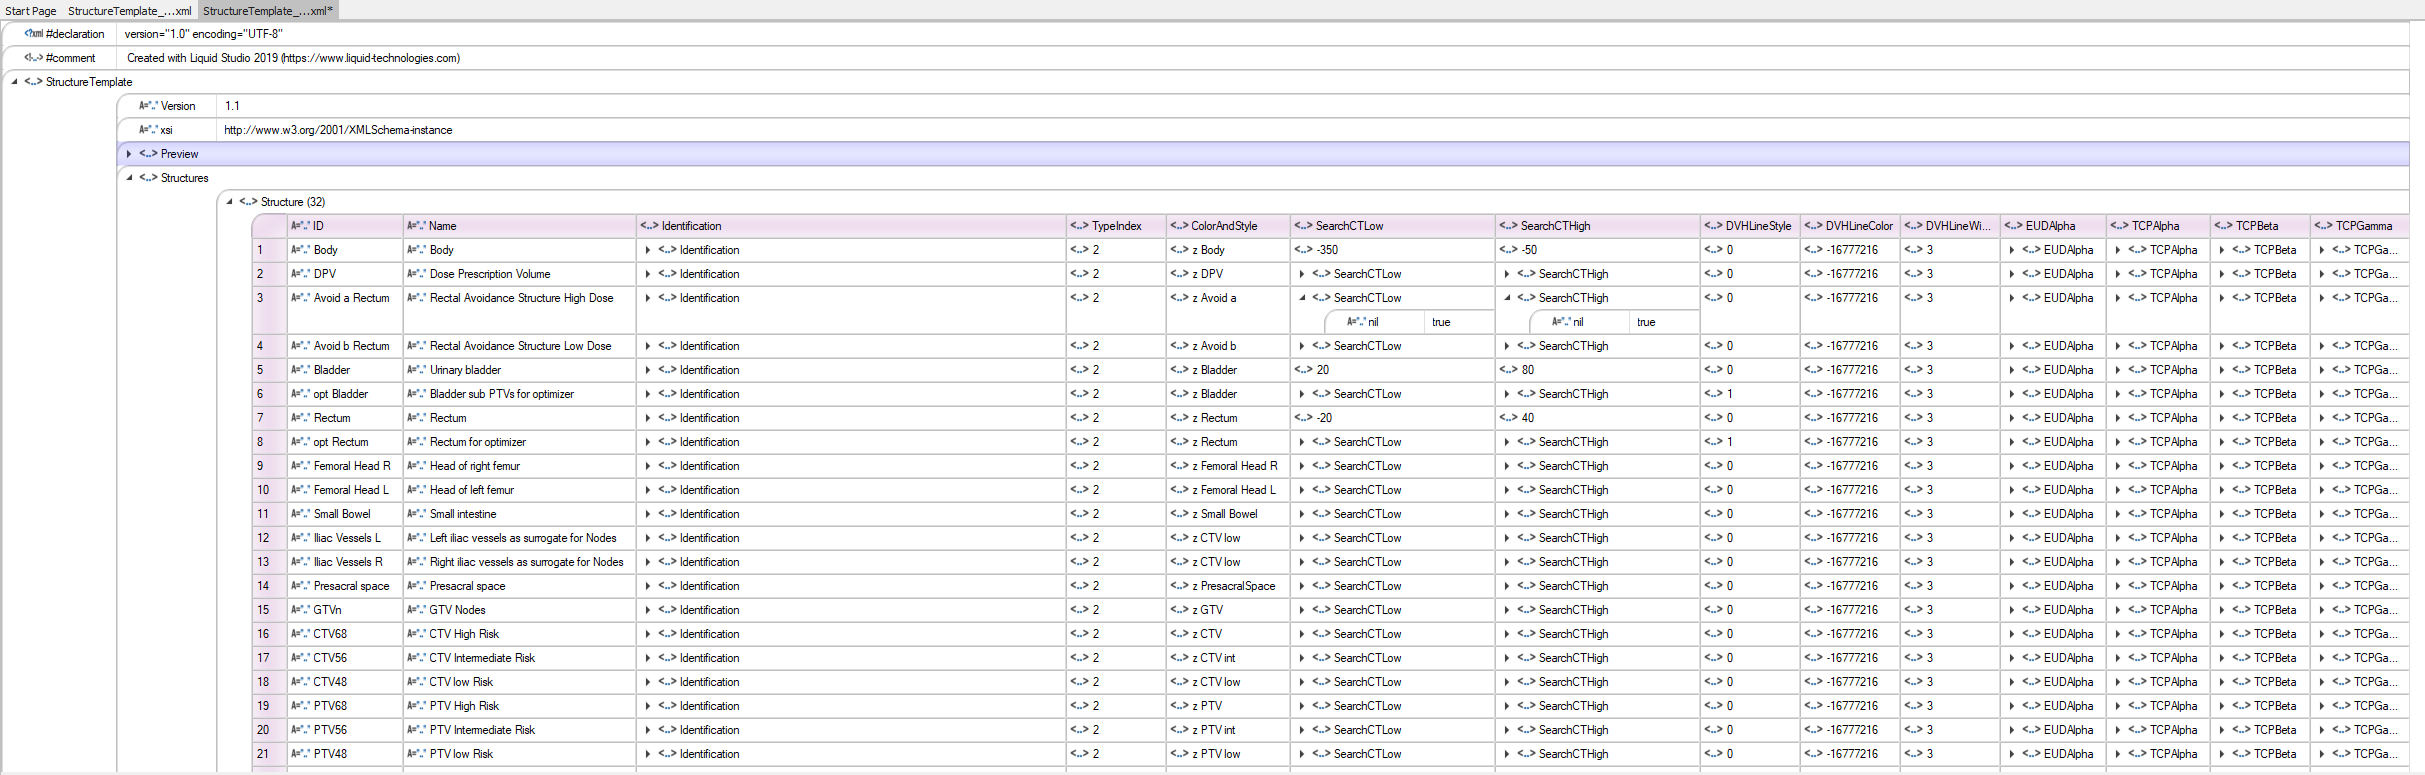 Start Page StructureTemplate_...xml StructureTemplate_...xml*
<?xml #declaration version="1.0" encoding="UTF-8"
<!-..> #comment Created with Liquid Studio 2019 (https://www.liquid-technologies.com)
<..> StructureTemplate
A=".." Version 1.1
A=".." xsi http://www.w3.org/2001/XMLSchema-instance
<..> Preview
<..> Structures
<..> Structure (32)
A=".." ID A=".." Name <..> Identification <..> TypeIndex <..> ColorAndStyle <..> SearchCTLow <..> SearchCTHigh <..> DVHLineStyle <..> DVHLineColor <..> DVHLineWi... <..> EUDAlpha <..> TCPAlpha <..> TCPBeta <..> TCPGamma
1 A=".." Body A=".." Body <..> Identification <..> 2 <..> z Body <..> -350 <..> -50 <..> 0 <..> -16777216 <..> 3 <..> EUDAlpha <..> TCPAlpha <..> TCPBeta <..> TCPGa...
2 A=".." DPV A=".." Dose Prescription Volume <..> Identification <..> 2 <..> z DPV <..> SearchCTLow <..> SearchCTHigh <..> 0 <..> -16777216 <..> 3 <..> EUDAlpha <..> TCPAlpha <..> TCPBeta <..> TCPGa...
3 A=".." Avoid a Rectum A=".." Rectal Avoidance Structure High Dose <..> Identification <..> 2 <..> z Avoid a <..> SearchCTLow <..> SearchCTHigh <..> 0 <..> -16777216 <..> 3 <..> EUDAlpha <..> TCPAlpha <..> TCPBeta <..> TCPGa...
A=".." nil true A=".." nil true
4 A=".." Avoid b Rectum A=".." Rectal Avoidance Structure Low Dose <..> Identification <..> 2 <..> z Avoid b <..> SearchCTLow <..> SearchCTHigh <..> 0 <..> -16777216 <..> 3 <..> EUDAlpha <..> TCPAlpha <..> TCPBeta <..> TCPGa...
5 A=".." Bladder A=".." Urinary bladder <..> Identification <..> 2 <..> z Bladder <..> 20 <..> 80 <..> 0 <..> -16777216 <..> 3 <..> EUDAlpha <..> TCPAlpha <..> TCPBeta <..> TCPGa...
6 A=".." opt Bladder A=".." Bladder sub PTVs for optimizer <..> Identification <..> 2 <..> z Bladder <..> SearchCTLow <..> SearchCTHigh <..> 1 <..> -16777216 <..> 3 <..> EUDAlpha <..> TCPAlpha <..> TCPBeta <..> TCPGa...
7 A=".." Rectum A=".." Rectum <..> Identification <..> 2 <..> z Rectum <..> -20 <..> 40 <..> 0 <..> -16777216 <..> 3 <..> EUDAlpha <..> TCPAlpha <..> TCPBeta <..> TCPGa...
8 A=".." opt Rectum A=".." Rectum for optimizer <..> Identification <..> 2 <..> z Rectum <..> SearchCTLow <..> SearchCTHigh <..> 1 <..> -16777216 <..> 3 <..> EUDAlpha <..> TCPAlpha <..> TCPBeta <..> TCPGa...
9 A=".." Femoral Head R A=".." Head of right femur <..> Identification <..> 2 <..> z Femoral Head R <..> SearchCTLow <..> SearchCTHigh <..> 0 <..> -16777216 <..> 3 <..> EUDAlpha <..> TCPAlpha <..> TCPBeta <..> TCPGa...
10 A=".." Femoral Head L A=".." Head of left femur <..> Identification <..> 2 <..> z Femoral Head L <..> SearchCTLow <..> SearchCTHigh <..> 0 <..> -16777216 <..> 3 <..> EUDAlpha <..> TCPAlpha <..> TCPBeta <..> TCPGa...
11 A=".." Small Bowel A=".." Small intestine <..> Identification <..> 2 <..> z Small Bowel <..> SearchCTLow <..> SearchCTHigh <..> 0 <..> -16777216 <..> 3 <..> EUDAlpha <..> TCPAlpha <..> TCPBeta <..> TCPGa...
12 A=".." Iliac Vessels L A=".." Left iliac vessels as surrogate for Nodes <..> Identification <..> 2 <..> z CTV low <..> SearchCTLow <..> SearchCTHigh <..> 0 <..> -16777216 <..> 3 <..> EUDAlpha <..> TCPAlpha <..> TCPBeta <..> TCPGa...
13 A=".." Iliac Vessels R A=".." Right iliac vessels as surrogate for Nodes <..> Identification <..> 2 <..> z CTV low <..> SearchCTLow <..> SearchCTHigh <..> 0 <..> -16777216 <..> 3 <..> EUDAlpha <..> TCPAlpha <..> TCPBeta <..> TCPGa...
14 A=".." Presacral space A=".." Presacral space <..> Identification <..> 2 <..> z PresacralSpace <..> SearchCTLow <..> SearchCTHigh <..> 0 <..> -16777216 <..> 3 <..> EUDAlpha <..> TCPAlpha <..> TCPBeta <..> TCPGa...
15 A=".." GTVn A=".." GTV Nodes <..> Identification <..> 2 <..> z GTV <..> SearchCTLow <..> SearchCTHigh <..> 0 <..> -16777216 <..> 3 <..> EUDAlpha <..> TCPAlpha <..> TCPBeta <..> TCPGa...
16 A=".." CTV68 A=".." CTV High Risk <..> Identification <..> 2 <..> z CTV <..> SearchCTLow <..> SearchCTHigh <..> 0 <..> -16777216 <..> 3 <..> EUDAlpha <..> TCPAlpha <..> TCPBeta <..> TCPGa...
17 A=".." CTV56 A=".." CTV Intermediate Risk <..> Identification <..> 2 <..> z CTV int <..> SearchCTLow <..> SearchCTHigh <..> 0 <..> -16777216 <..> 3 <..> EUDAlpha <..> TCPAlpha <..> TCPBeta <..> TCPGa...
18 A=".." CTV48 A=".." CTV low Risk <..> Identification <..> 2 <..> z CTV low <..> SearchCTLow <..> SearchCTHigh <..> 0 <..> -16777216 <..> 3 <..> EUDAlpha <..> TCPAlpha <..> TCPBeta <..> TCPGa...
19 A=".." PTV68 A=".." PTV High Risk <..> Identification <..> 2 <..> z PTV <..> SearchCTLow <..> SearchCTHigh <..> 0 <..> -16777216 <..> 3 <..> EUDAlpha <..> TCPAlpha <..> TCPBeta <..> TCPGa...
20 A=".." PTV56 A=".." PTV Intermediate Risk <..> Identification <..> 2 <..> z PTV int <..> SearchCTLow <..> SearchCTHigh <..> 0 <..> -16777216 <..> 3 <..> EUDAlpha <..> TCPAlpha <..> TCPBeta <..> TCPGa...
21 A=".." PTV48 A=".." PTV low Risk <..> Identification <..> 2 <..> z PTV low <..> SearchCTLow <..> SearchCTHigh <..> 0 <..> -16777216 <..> 3 <..> EUDAlpha <..> TCPAlpha <..> TCPBeta <..> TCPGa...